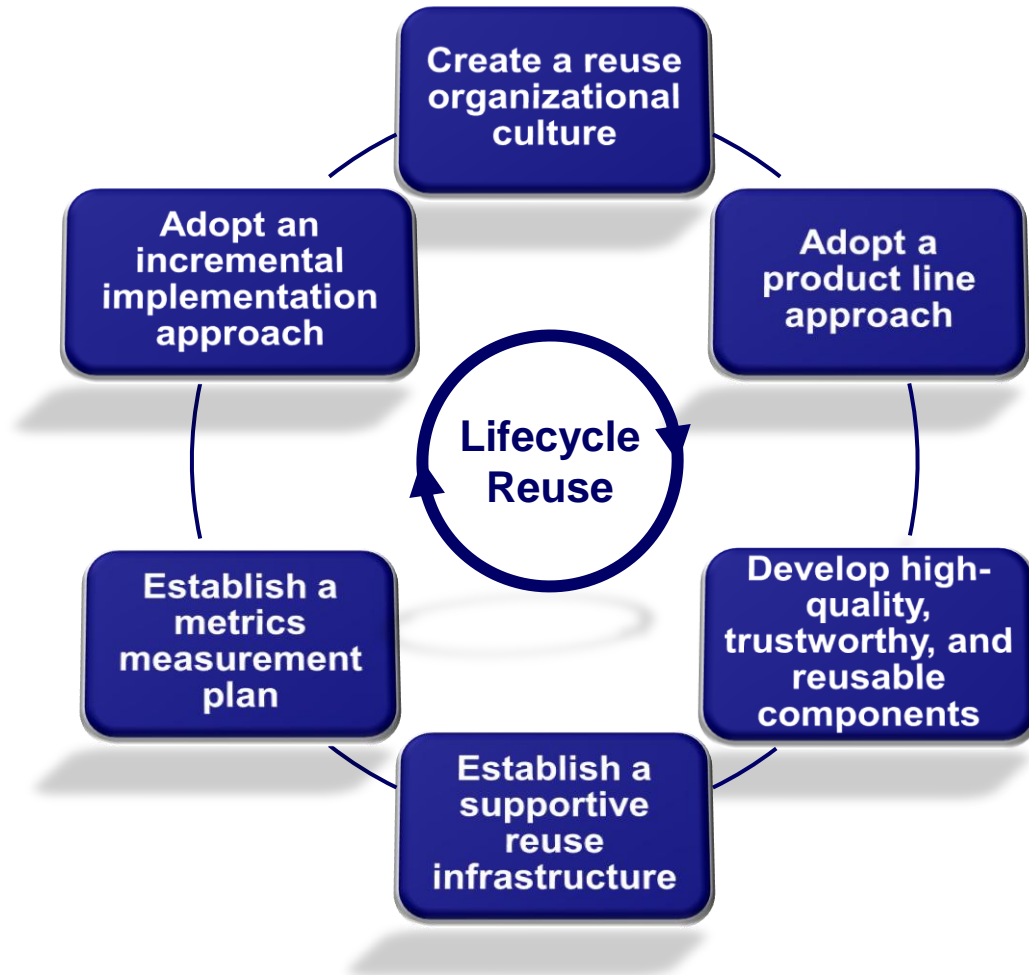 Create a reuse
organizational
culture
Adopt a
product line
approach
Develop high-
quality,
trustworthy, and
reusable
components
Establish a
supportive
reuse
infrastructure
Establish a
metrics
measurement
plan
Adopt an
incremental
implementation
approach
Lifecycle
Reuse